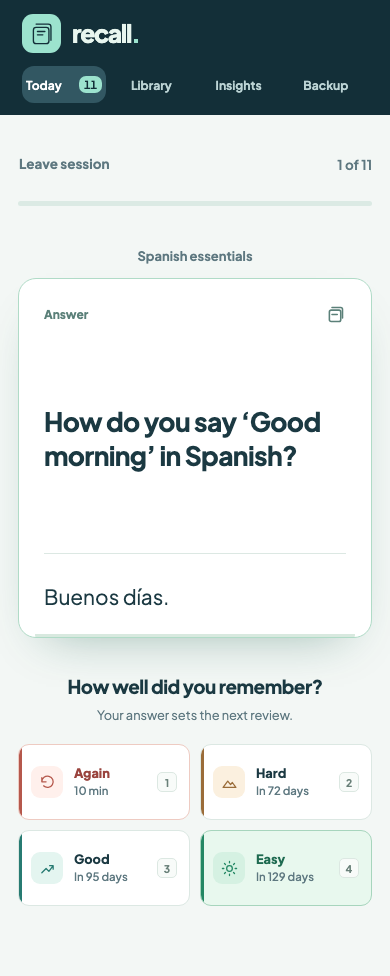 recall.
Today 11 Library Insights Backup
Leave session 1 of 11
Spanish essentials
Answer
How do you say ‘Good
morning’ in Spanish?
Buenos días.
How well did you remember?
Your answer sets the next review.
Again
10 min
1
Hard
In 72 days
2
Good
In 95 days
3
Easy
In 129 days
4